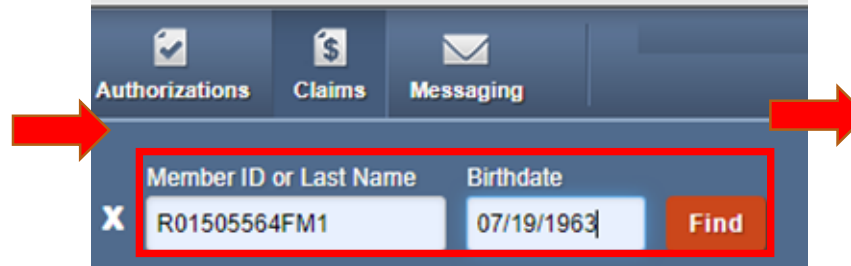 Authorizations Claims Messaging
Member ID or Last Name Birthdate
X R01505564FM1 07/19/1963 Find